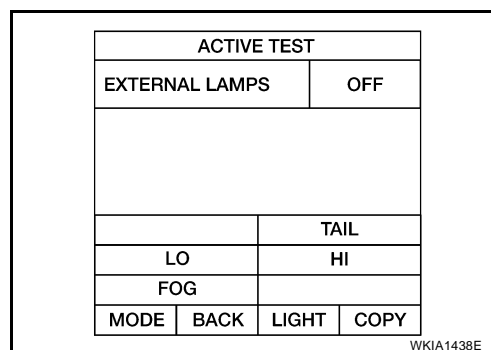 ACTIVE TEST
EXTERNAL LAMPS OFF
TAIL
LO HI
FOG
MODE BACK LIGHT COPY
WKIA1438E